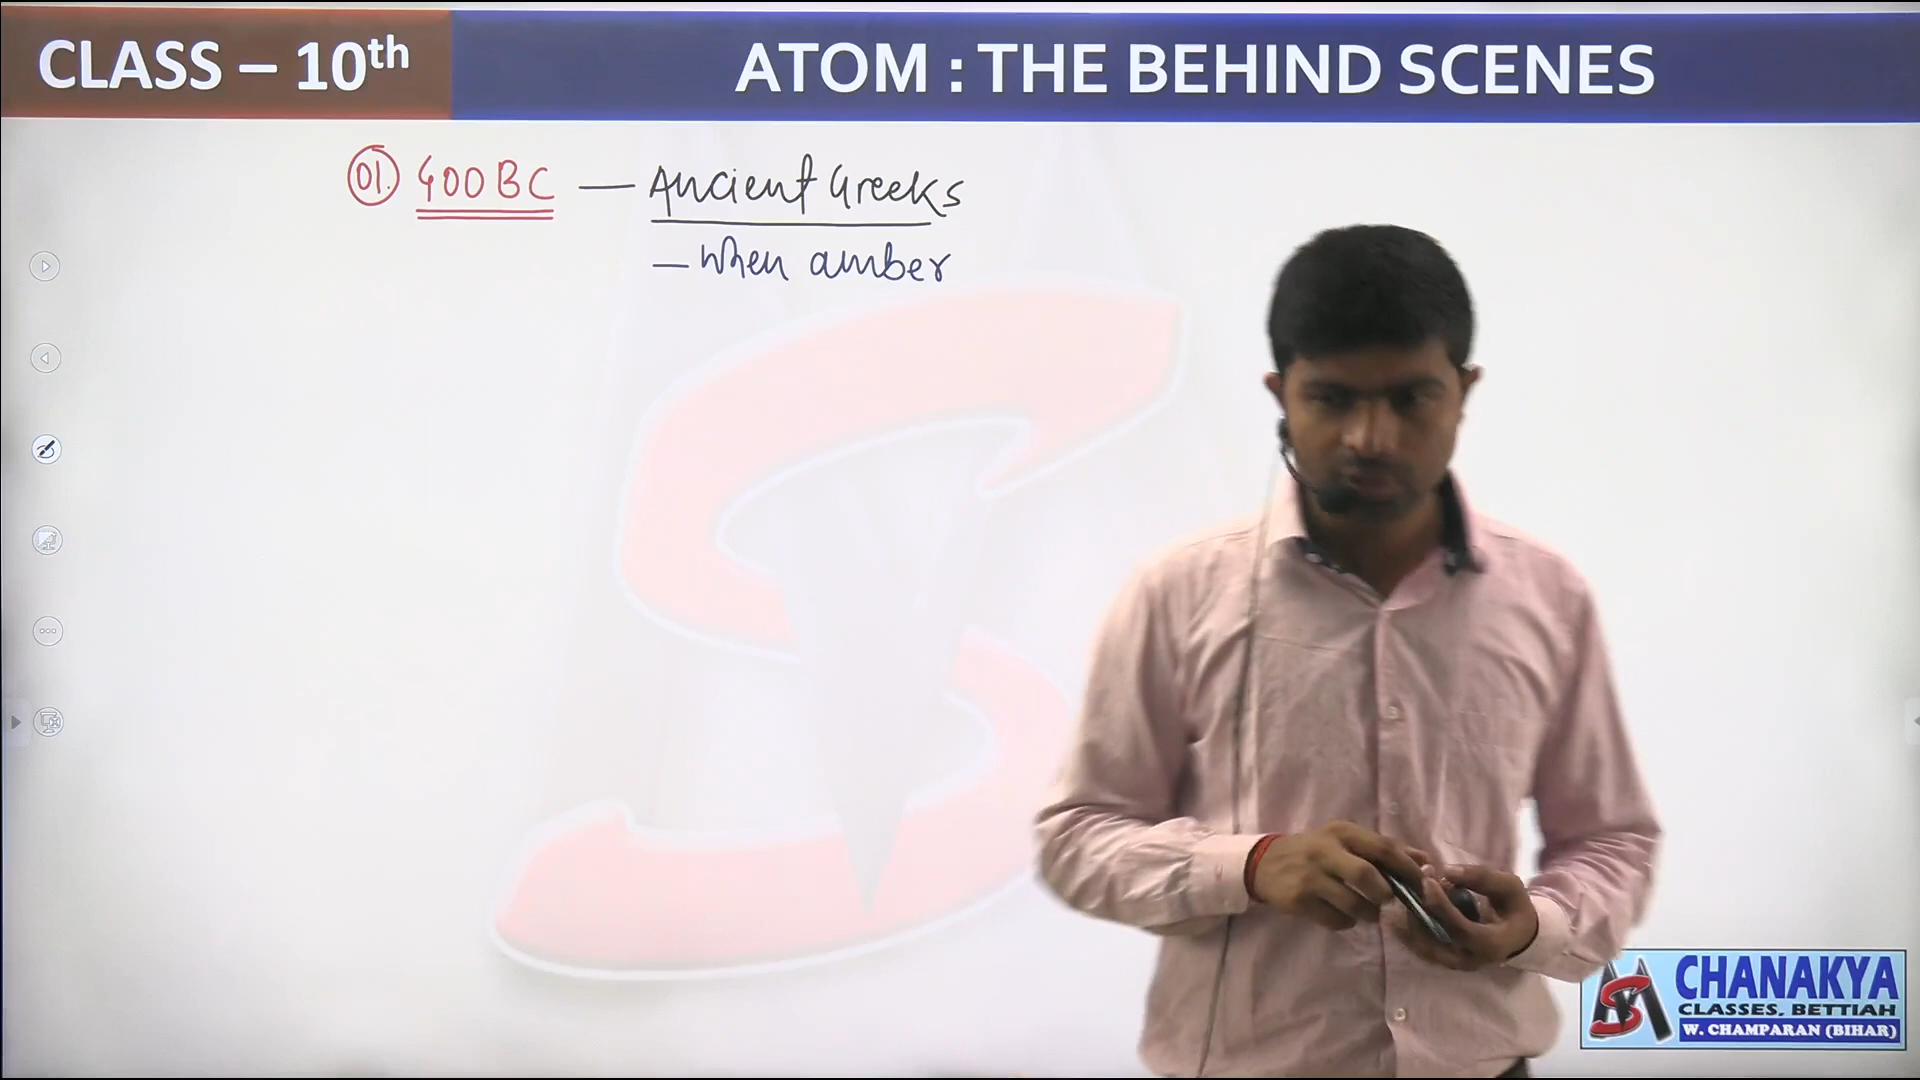 CLASS – 10th
ATOM : THE BEHIND SCENES
01. 400 BC — Ancient Greeks
— When amber
CHANAKYA
CLASSES, BETTIAH
W. CHAMPARAN (BIHAR)